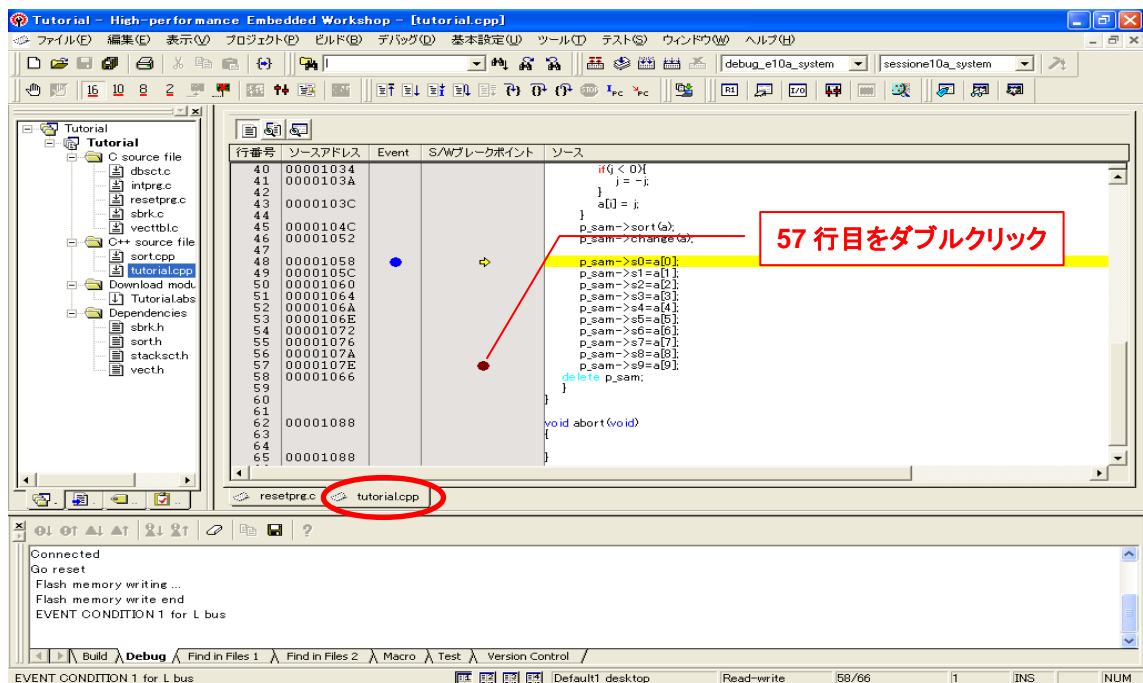 Tutorial - High-performance Embedded Workshop - [tutorial.cpp]
ファイル(F) 編集(E) 表示(V) プロジェクト(P) ビルド(B) デバッグ(D) 基本設定(U) ツール(T) テスト(S) ウィンドウ(W) ヘルプ(H)
debug_e10a_system sessione10a_system
16 10 8 2
Tutorial
Tutorial
C source file
dbsct.c
intprg.c
resetprg.c
sbrk.c
vecttbl.c
C++ source file
sort.cpp
tutorial.cpp
Download modu
Tutorial.abs
Dependencies
sbrk.h
sort.h
stacksct.h
vect.h
行番号 ソースアドレス Event S/Wブレークポイント ソース
40 00001034 if(j < 0){
41 0000103A j = -j;
42 }
43 0000103C a[i] = j;
44 }
45 0000104C p_sam->sort(a);
46 00001052 p_sam->change(a);
47
48 00001058 p_sam->s0=a[0];
49 0000105C p_sam->s1=a[1];
50 00001060 p_sam->s2=a[2];
51 00001064 p_sam->s3=a[3];
52 0000106A p_sam->s4=a[4];
53 0000106E p_sam->s5=a[5];
54 00001072 p_sam->s6=a[6];
55 00001076 p_sam->s7=a[7];
56 0000107A p_sam->s8=a[8];
57 0000107E p_sam->s9=a[9];
58 00001066 delete p_sam;
59 }
60 }
61
62 00001088 void abort(void)
63 {
64
65 00001088 }
57 行目をダブルクリック
resetprg.c tutorial.cpp
Connected
Go reset
Flash memory writing ...
Flash memory write end
EVENT CONDITION 1 for L bus
Build Debug Find in Files 1 Find in Files 2 Macro Test Version Control
EVENT CONDITION 1 for L bus Default1 desktop Read-write 58/66 1 INS NUM